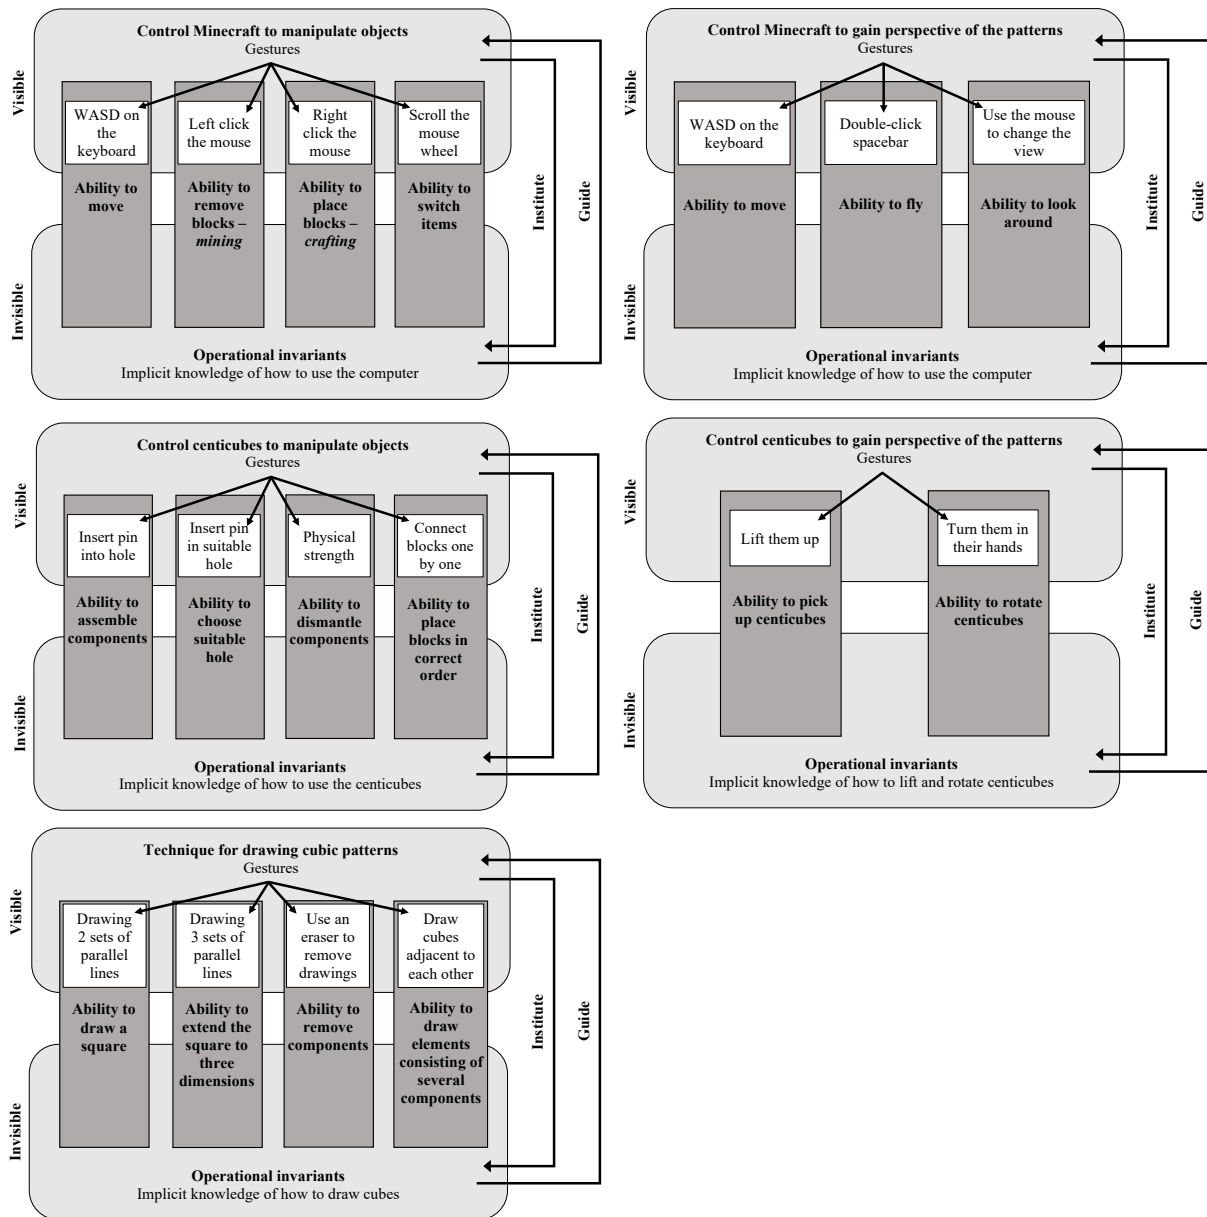 Control Minecraft to manipulate objects
Gestures
Visible
WASD on
the
keyboard
Left click
the mouse
Right
click the
mouse
Scroll the
mouse
wheel
Ability to
move
Ability to
remove
blocks –
mining
Ability to
place
blocks –
crafting
Ability to
switch
items
Institute
Guide
Invisible
Operational invariants
Implicit knowledge of how to use the computer
Control Minecraft to gain perspective of the patterns
Gestures
Visible
WASD on the
keyboard
Double-click
spacebar
Use the mouse
to change the
view
Ability to move
Ability to fly
Ability to look
around
Institute
Guide
Invisible
Operational invariants
Implicit knowledge of how to use the computer
Control centicubes to manipulate objects
Gestures
Visible
Insert pin
into hole
Insert pin
in suitable
hole
Physical
strength
Connect
blocks one
by one
Ability to
assemble
components
Ability to
choose
suitable
hole
Ability to
dismantle
components
Ability to
place
blocks in
correct
order
Institute
Guide
Invisible
Operational invariants
Implicit knowledge of how to use the centicubes
Control centicubes to gain perspective of the patterns
Gestures
Visible
Lift them up
Turn them in
their hands
Ability to pick
up centicubes
Ability to rotate
centicubes
Institute
Guide
Invisible
Operational invariants
Implicit knowledge of how to lift and rotate centicubes
Technique for drawing cubic patterns
Gestures
Visible
Drawing
2 sets of
parallel
lines
Drawing
3 sets of
parallel
lines
Use an
eraser to
remove
drawings
Draw
cubes
adjacent to
each other
Ability to
draw a
square
Ability to
extend the
square to
three
dimensions
Ability to
remove
components
Ability to
draw
elements
consisting of
several
components
Institute
Guide
Invisible
Operational invariants
Implicit knowledge of how to draw cubes